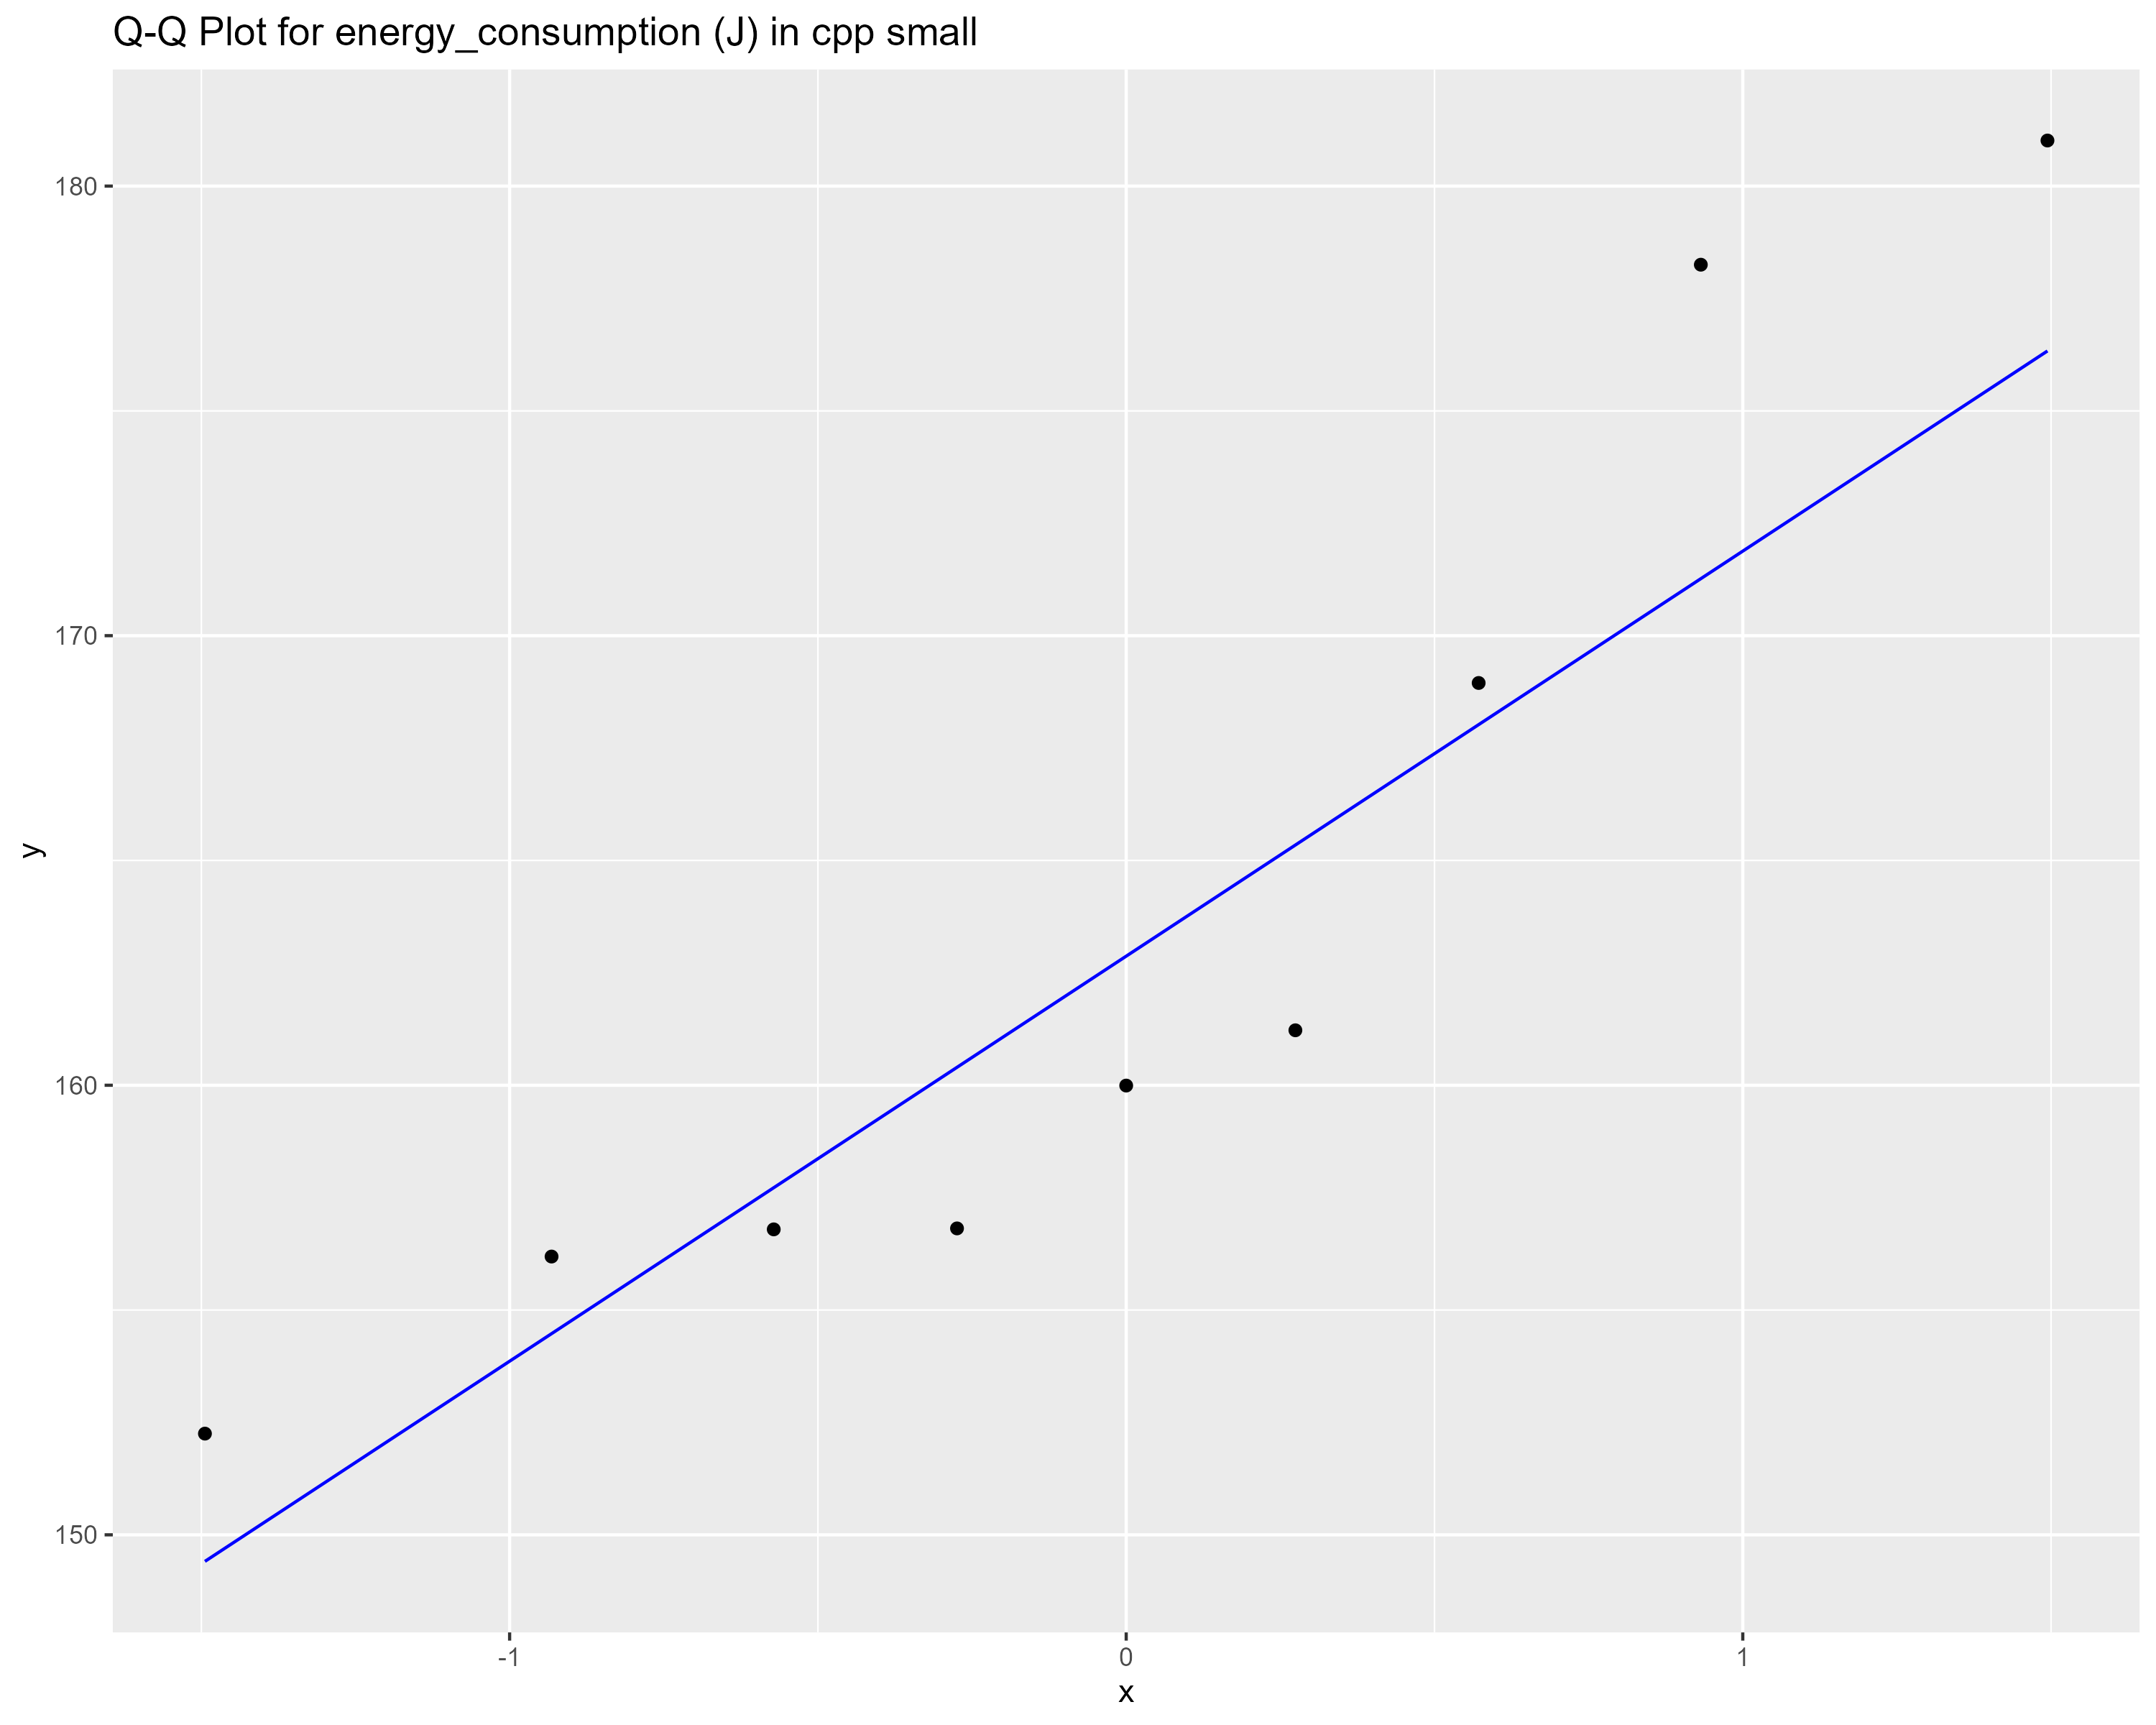 Q-Q Plot for energy_consumption (J) in cpp small
180
170
y
160
150
-1 0 1
x